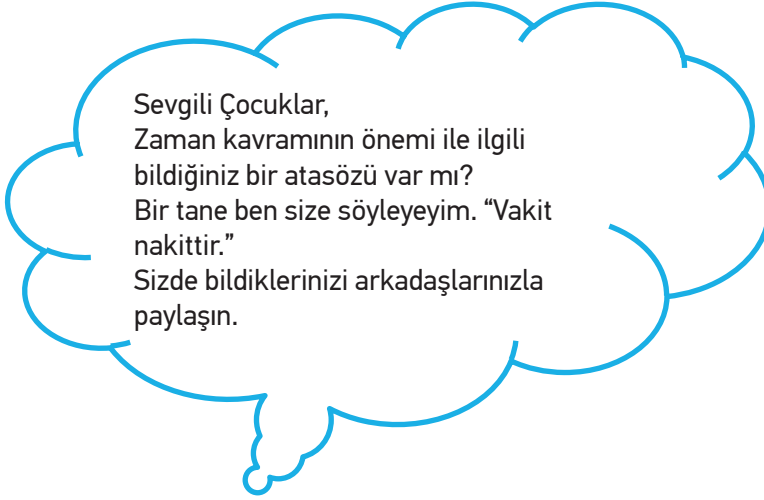 Sevgili Çocuklar,
Zaman kavramının önemi ile ilgili
bildiğiniz bir atasözü var mı?
Bir tane ben size söyleyeyim. “Vakit
nakittir.”
Sizde bildiklerinizi arkadaşlarınızla
paylaşın.